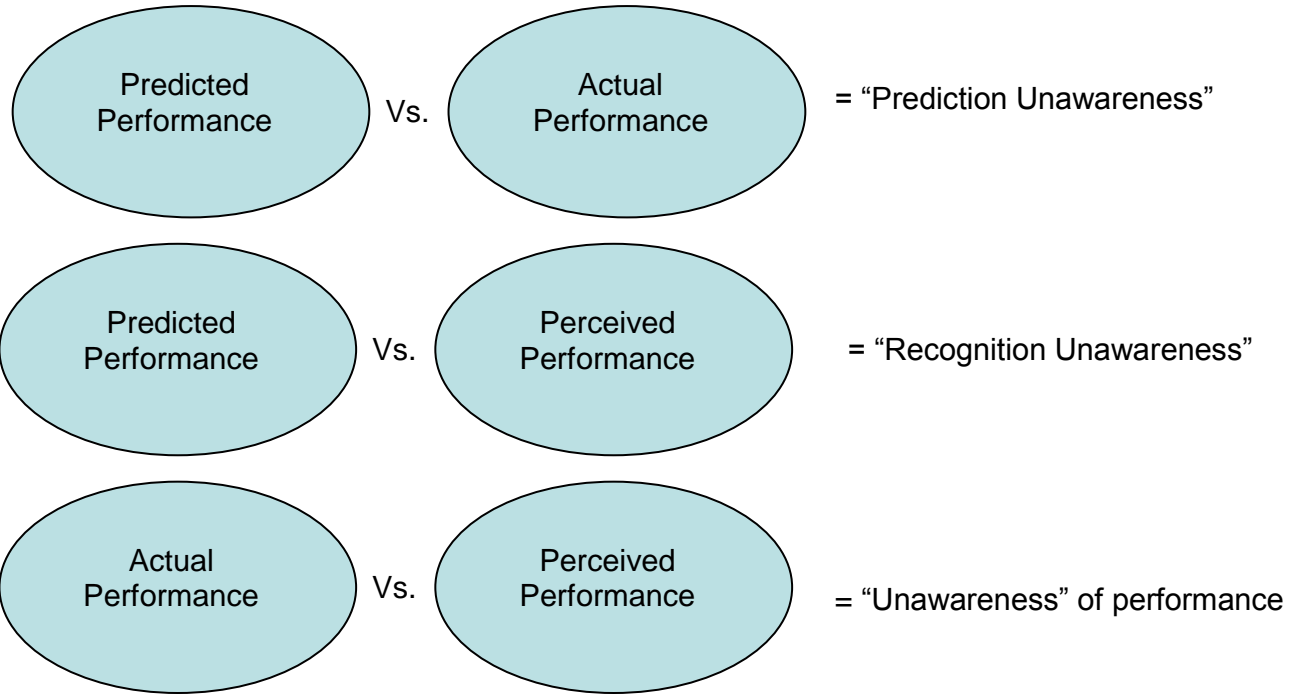 Predicted
Performance
Vs.
Actual
Performance
= “Prediction Unawareness”
Predicted
Performance
Vs.
Perceived
Performance
= “Recognition Unawareness”
Actual
Performance
Vs.
Perceived
Performance
= “Unawareness” of performance